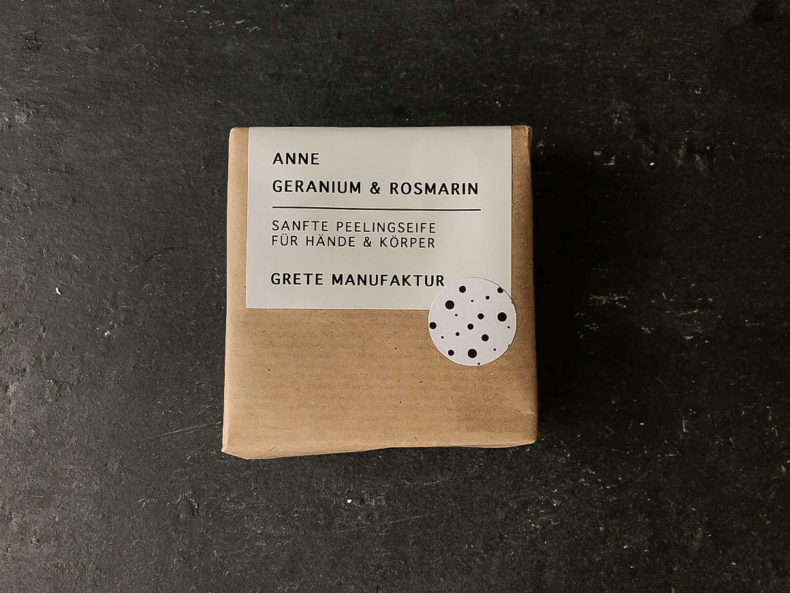 ANNE
GERANIUM & ROSMARIN
SANFTE PEELINGSEIFE
FÜR HÄNDE & KÖRPER
GRETE MANUFAKTUR